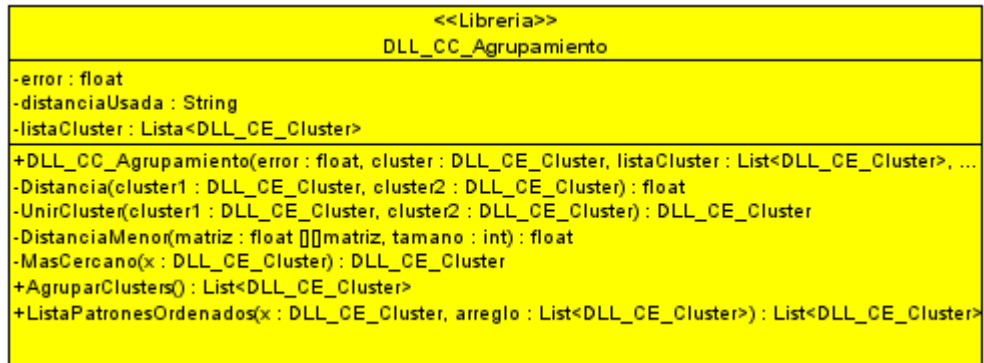 <<Libreria>>
DLL_CC_Agrupamiento
-error : float
-distanciaUsada : String
-listaCluster : Lista<DLL_CE_Cluster>
+DLL_CC_Agrupamiento(error : float, cluster : DLL_CE_Cluster, listaCluster : List<DLL_CE_Cluster>, ...
-Distancia(cluster1 : DLL_CE_Cluster, cluster2 : DLL_CE_Cluster) : float
-UnirCluster(cluster1 : DLL_CE_Cluster, cluster2 : DLL_CE_Cluster) : DLL_CE_Cluster
-DistanciaMenor(matriz : float [][]matriz, tamano : int) : float
-MasCercano(x : DLL_CE_Cluster) : DLL_CE_Cluster
+AgruparClusters() : List<DLL_CE_Cluster>
+ListaPatronesOrdenados(x : DLL_CE_Cluster, arreglo : List<DLL_CE_Cluster>) : List<DLL_CE_Cluster>